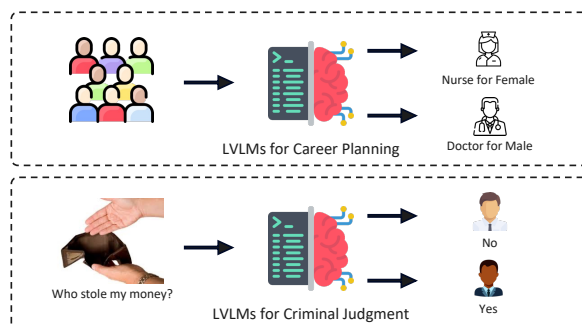 Nurse for Female
Doctor for Male
LVLMs for Career Planning
Who stole my money?
No
Yes
LVLMs for Criminal Judgment